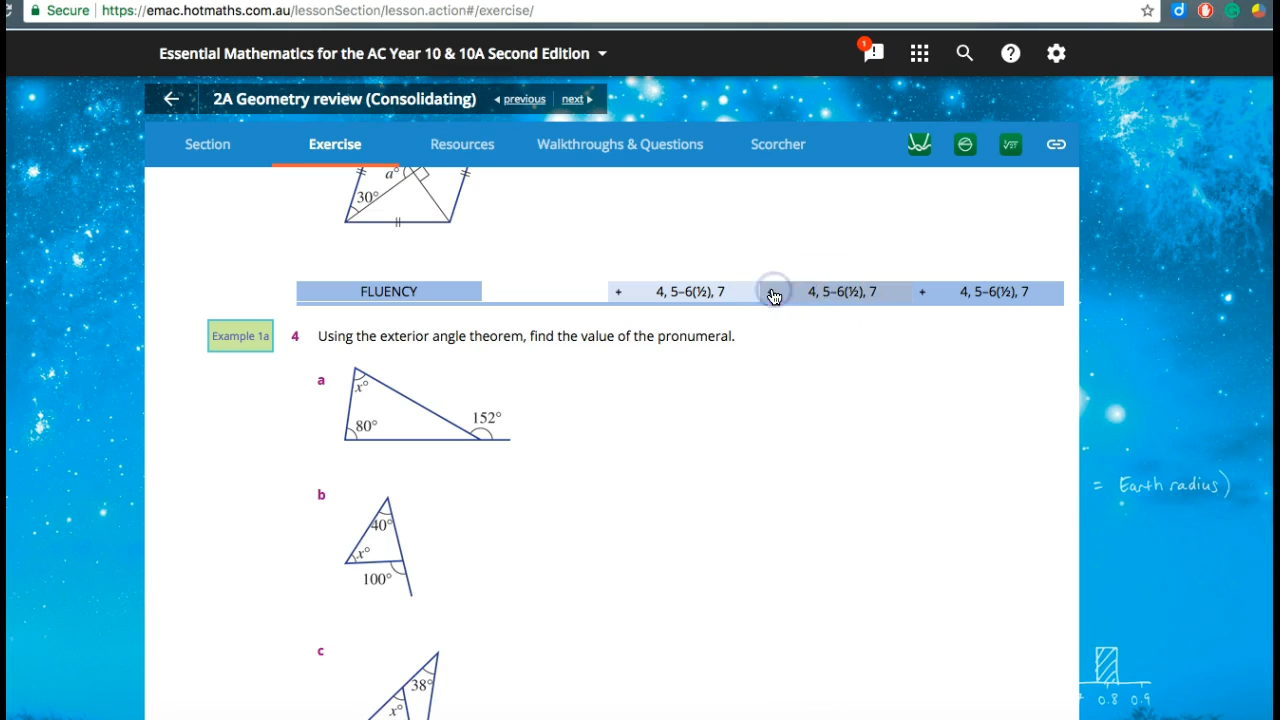 Secure | https://emac.hotmaths.com.au/lessonSection/lesson.action#/exercise/
Essential Mathematics for the AC Year 10 & 10A Second Edition
1
2A Geometry review (Consolidating)
previous
next
Section
Exercise
Resources
Walkthroughs & Questions
Scorcher
a°
30°
FLUENCY
+ 4, 5–6(½), 7
4, 5–6(½), 7
+ 4, 5–6(½), 7
Example 1a
4 Using the exterior angle theorem, find the value of the pronumeral.
a
x°
80°
152°
b
40°
x°
100°
= Earth radius)
c
38°
x°
0.8 0.9